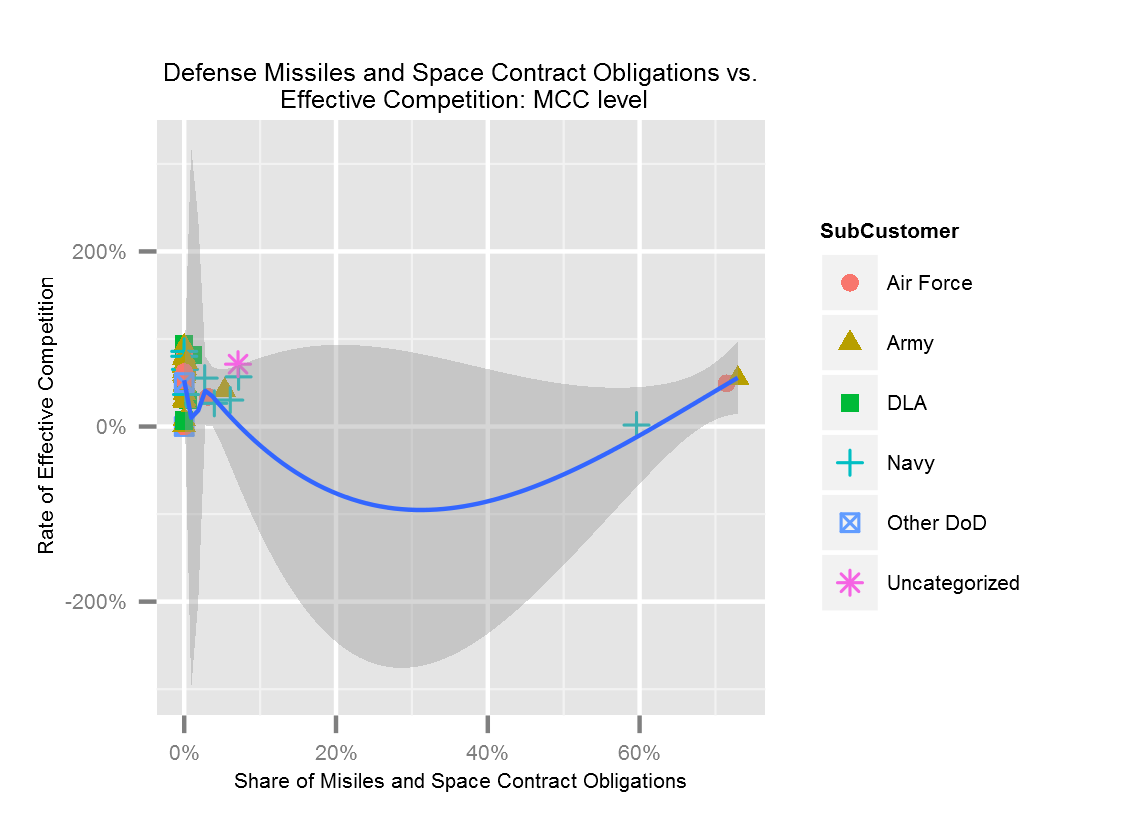 Defense Missiles and Space Contract Obligations vs.
Effective Competition: MCC level
Rate of Effective Competition
200%
0%
-200%
0%
20%
40%
60%
Share of Misiles and Space Contract Obligations
SubCustomer
Air Force
Army
DLA
Navy
Other DoD
Uncategorized